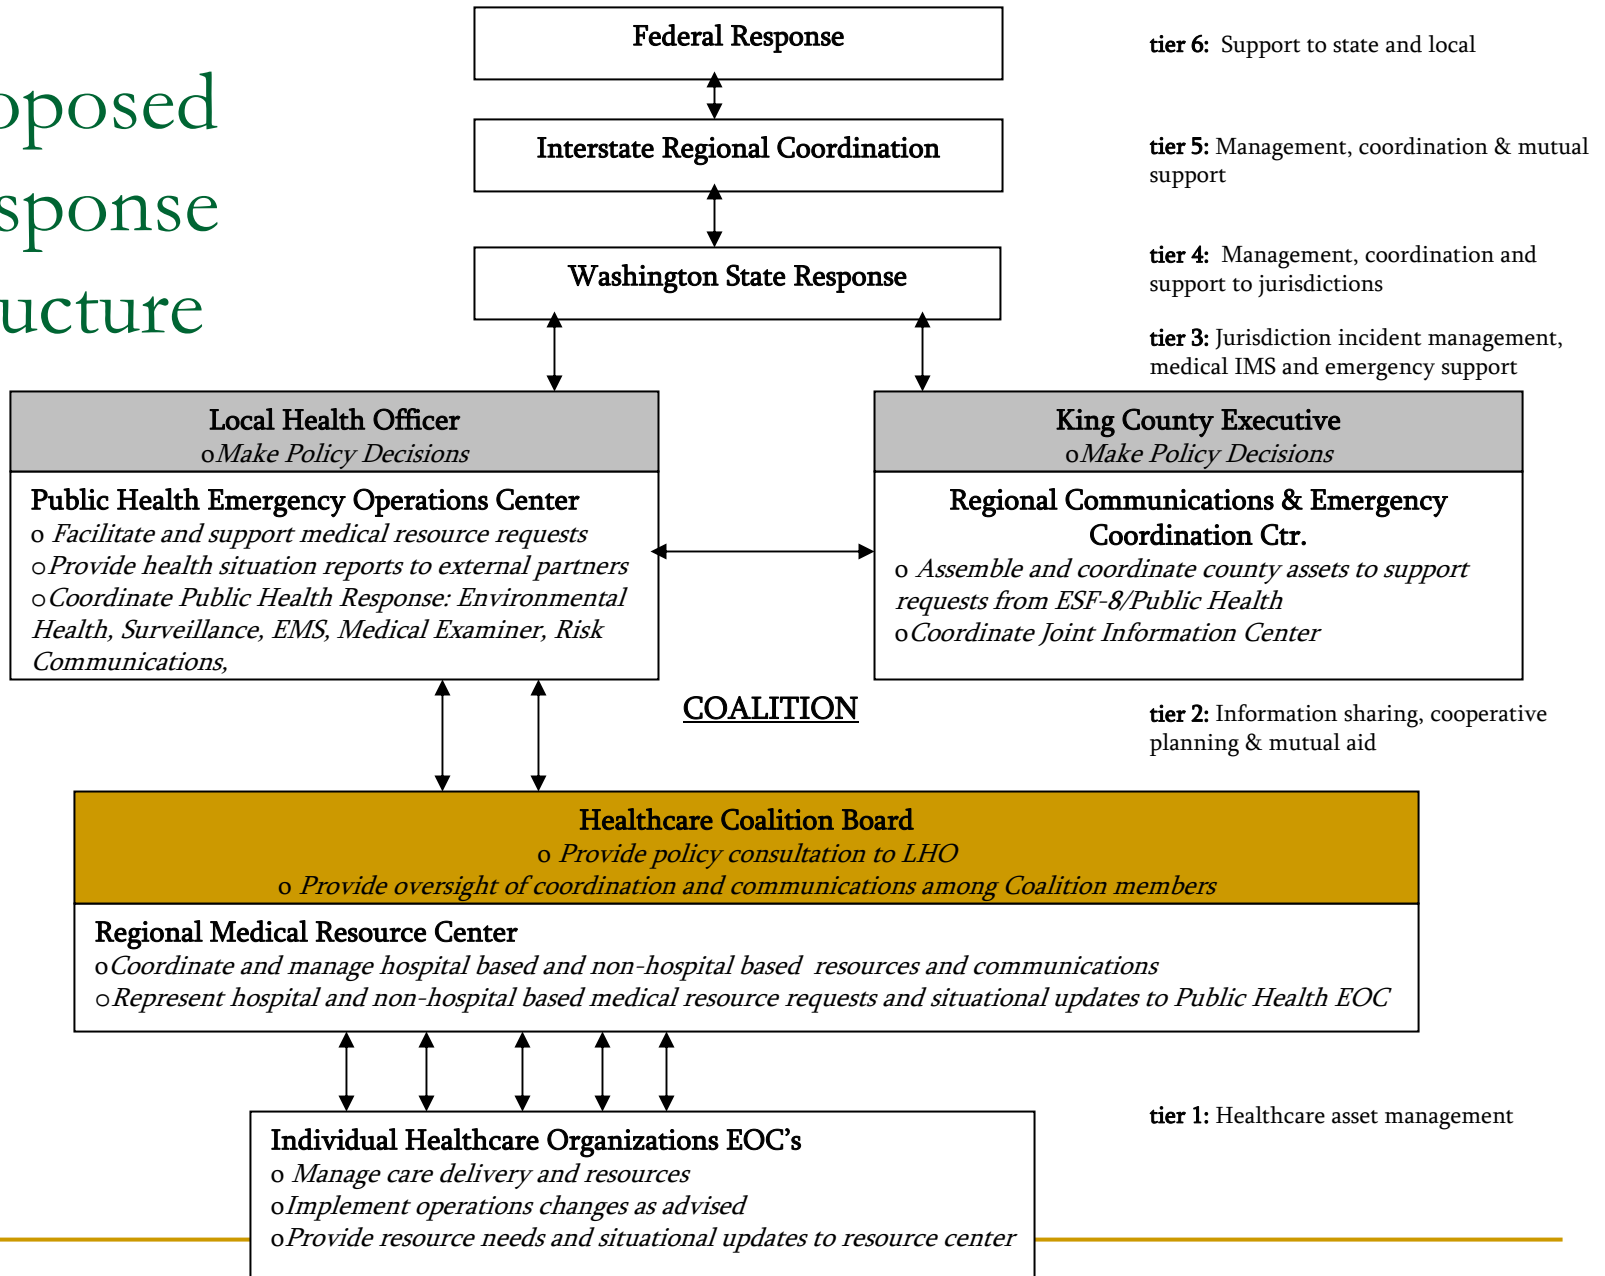 oposed
sponse
ucture
Federal Response
tier 6: Support to state and local
Interstate Regional Coordination
tier 5: Management, coordination & mutual
support
Washington State Response
tier 4: Management, coordination and
support to jurisdictions
tier 3: Jurisdiction incident management,
medical IMS and emergency support
Local Health Officer
oMake Policy Decisions
Public Health Emergency Operations Center
o Facilitate and support medical resource requests
oProvide health situation reports to external partners
oCoordinate Public Health Response: Environmental
Health, Surveillance, EMS, Medical Examiner, Risk
Communications,
King County Executive
oMake Policy Decisions
Regional Communications & Emergency
Coordination Ctr.
o Assemble and coordinate county assets to support
requests from ESF-8/Public Health
oCoordinate Joint Information Center
COALITION
tier 2: Information sharing, cooperative
planning & mutual aid
Healthcare Coalition Board
o Provide policy consultation to LHO
o Provide oversight of coordination and communications among Coalition members
Regional Medical Resource Center
oCoordinate and manage hospital based and non-hospital based resources and communications
oRepresent hospital and non-hospital based medical resource requests and situational updates to Public Health EOC
tier 1: Healthcare asset management
Individual Healthcare Organizations EOC’s
o Manage care delivery and resources
oImplement operations changes as advised
oProvide resource needs and situational updates to resource center